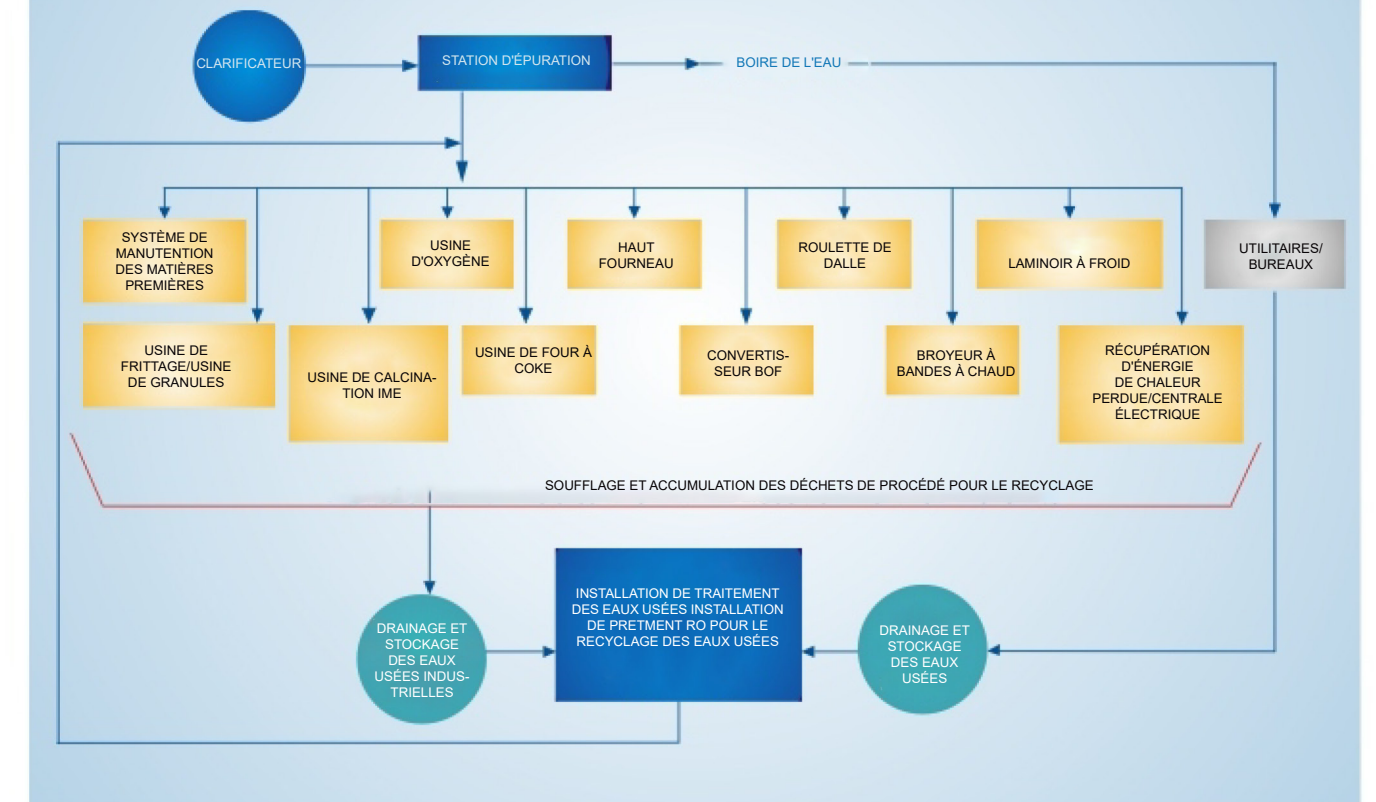 CLARIFICATEUR
STATION D'ÉPURATION
BOIRE DE L'EAU
SYSTÈME DE
MANUTENTION
DES MATIÈRES
PREMIÈRES
USINE
D'OXYGÈNE
HAUT
FOURNEAU
ROULETTE DE
DALLE
LAMINOIR À FROID
UTILITAIRES/
BUREAUX
USINE DE
FRITTAGE/USINE
DE GRANULES
USINE DE CALCINA-
TION IME
USINE DE FOUR À
COKE
CONVERTIS-
SEUR BOF
BROYEUR À
BANDES À CHAUD
RÉCUPÉRATION
D'ÉNERGIE
DE CHALEUR
PERDUE/CENTRALE
ÉLECTRIQUE
SOUFFLAGE ET ACCUMULATION DES DÉCHETS DE PROCÉDÉ POUR LE RECYCLAGE
DRAINAGE ET
STOCKAGE
DES EAUX
USÉES INDUS-
TRIELLES
INSTALLATION DE TRAITEMENT
DES EAUX USÉES INSTALLATION
DE PRETMENT RO POUR LE
RECYCLAGE DES EAUX USÉES
DRAINAGE ET
STOCKAGE
DES EAUX
USÉES